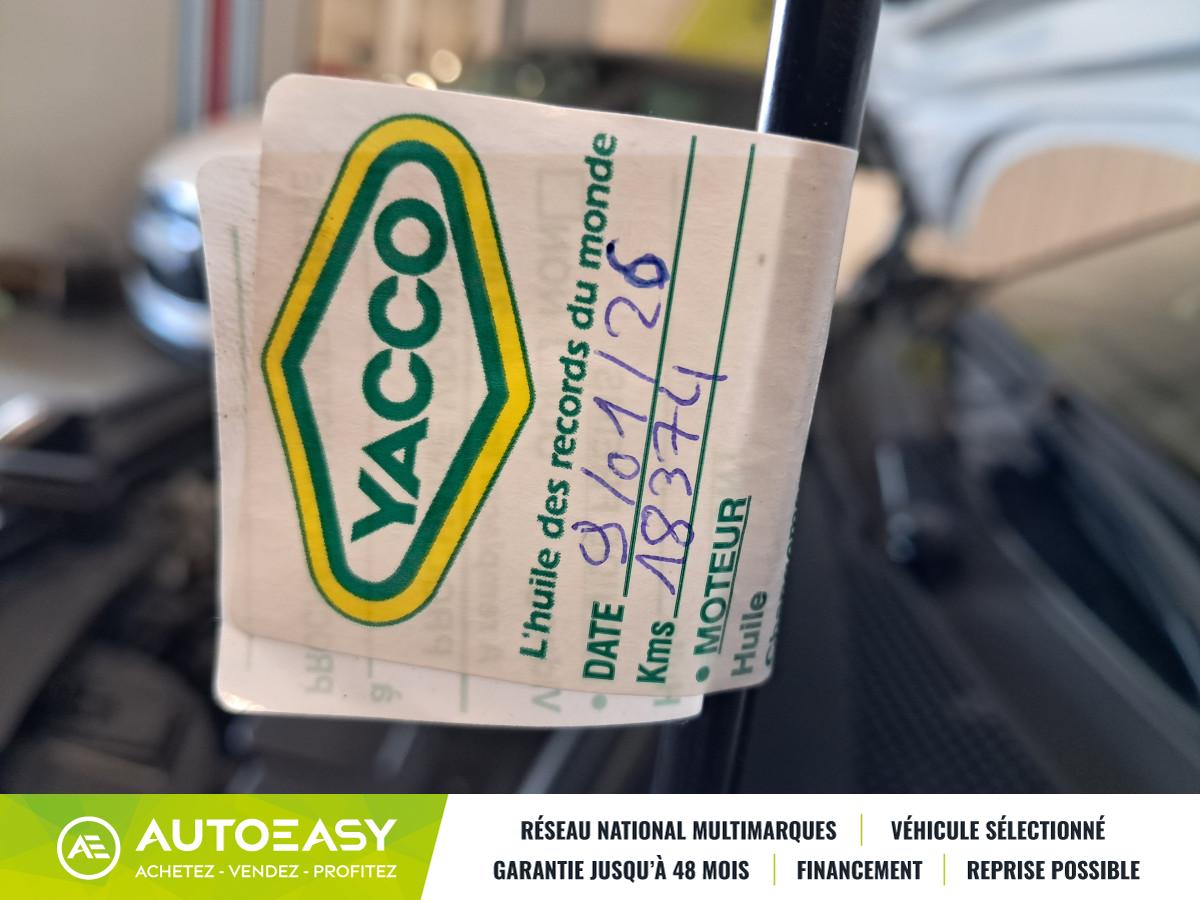 YACCO
L'huile des records du monde
• DATE 9/01/26
Kms 18374
• MOTEUR
Huile
AE AUTOEASY
ACHETEZ - VENDEZ - PROFITEZ
RÉSEAU NATIONAL MULTIMARQUES | VÉHICULE SÉLECTIONNÉ
GARANTIE JUSQU'À 48 MOIS | FINANCEMENT | REPRISE POSSIBLE